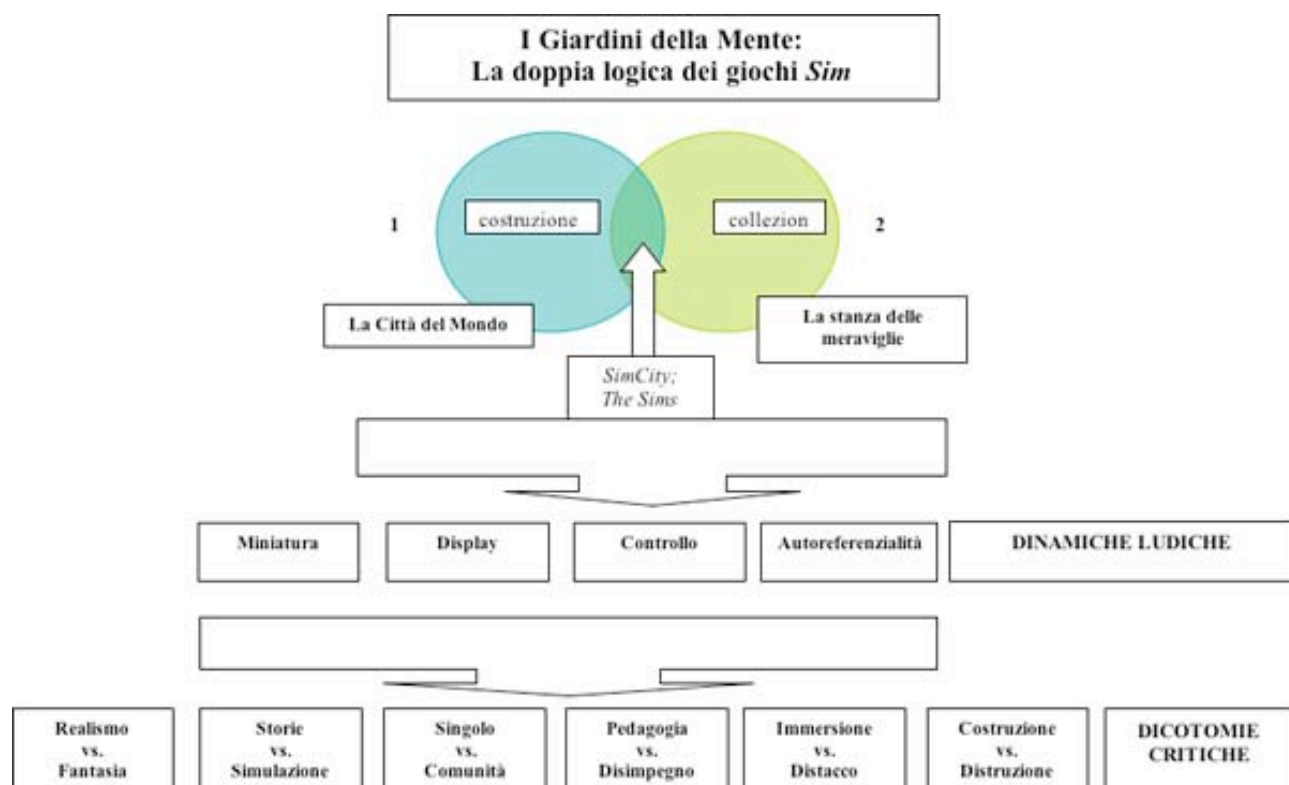 I Giardini della Mente:
La doppia logica dei giochi Sim
1
costruzione
collezion
2
La Città del Mondo
La stanza delle
meraviglie
SimCity;
The Sims
Miniatura
Display
Controllo
Autoreferenzialità
DINAMICHE LUDICHE
Realismo
vs.
Fantasia
Storie
vs.
Simulazione
Singolo
vs.
Comunità
Pedagogia
vs.
Disimpegno
Immersione
vs.
Distacco
Costruzione
vs.
Distruzione
DICOTOMIE
CRITICHE